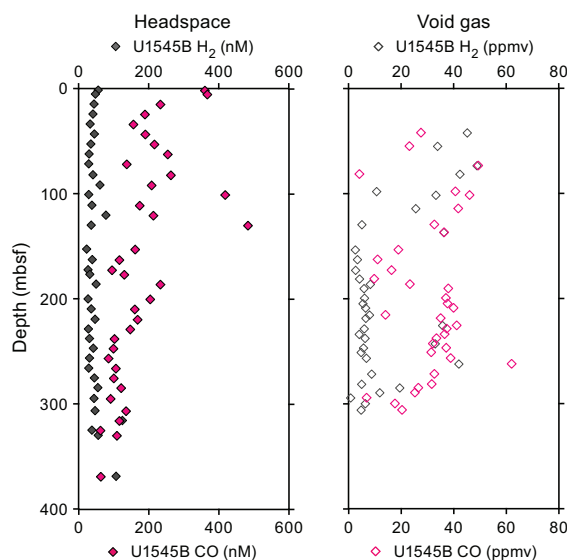 Headspace
U1545B H₂ (nM)
0 200 400 600
Void gas
U1545B H₂ (ppmv)
0 20 40 60 80
Depth (mbsf)
0
100
200
300
400
0 200 400 600
U1545B CO (nM)
0 20 40 60 80
U1545B CO (ppmv)